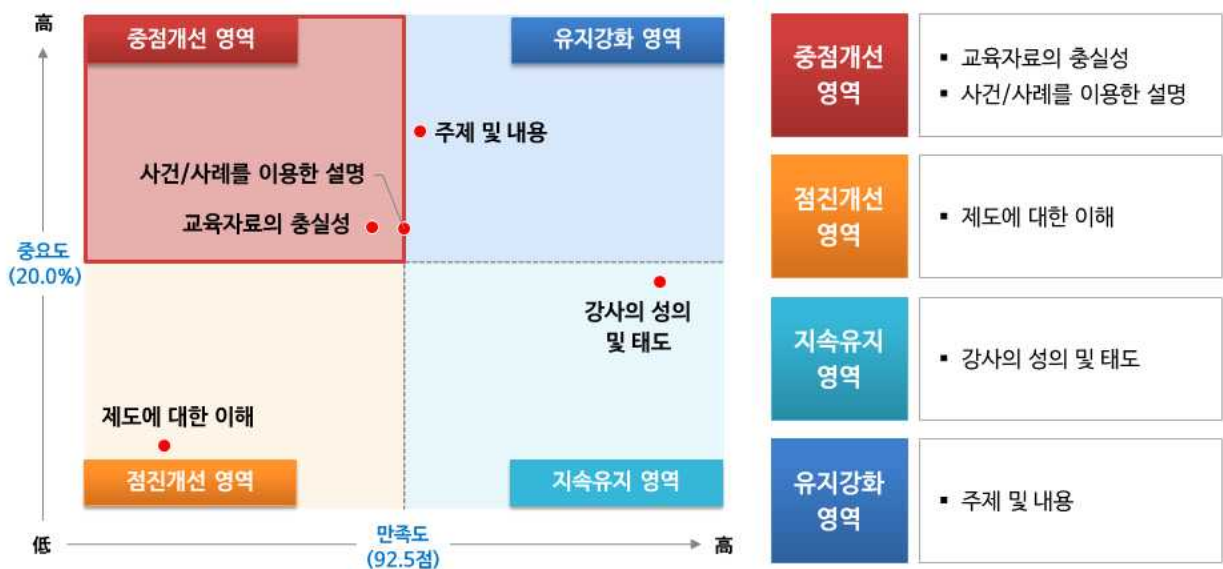 高
중점개선 영역
유지강화 영역
주제 및 내용
사건/사례를 이용한 설명
교육자료의 충실성
중요도
(20.0%)
강사의 성의
및 태도
제도에 대한 이해
점진개선 영역
지속유지 영역
低
만족도
(92.5점)
高
중점개선
영역
▪ 교육자료의 충실성
▪ 사건/사례를 이용한 설명
점진개선
영역
▪ 제도에 대한 이해
지속유지
영역
▪ 강사의 성의 및 태도
유지강화
영역
▪ 주제 및 내용